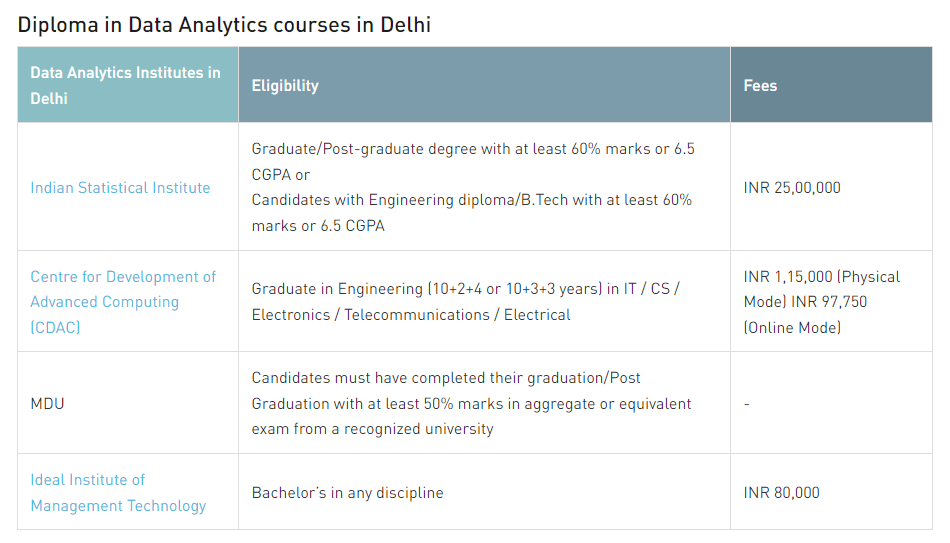 Diploma in Data Analytics courses in Delhi
Data Analytics Institutes in
Delhi
Eligibility
Fees
Indian Statistical Institute
Graduate/Post-graduate degree with at least 60% marks or 6.5
CGPA or
Candidates with Engineering diploma/B.Tech with at least 60%
marks or 6.5 CGPA
INR 25,00,000
Centre for Development of
Advanced Computing
(CDAC)
Graduate in Engineering (10+2+4 or 10+3+3 years) in IT / CS /
Electronics / Telecommunications / Electrical
INR 1,15,000 (Physical
Mode) INR 97,750
(Online Mode)
MDU
Candidates must have completed their graduation/Post
Graduation with at least 50% marks in aggregate or equivalent
exam from a recognized university
-
Ideal Institute of
Management Technology
Bachelor’s in any discipline
INR 80,000